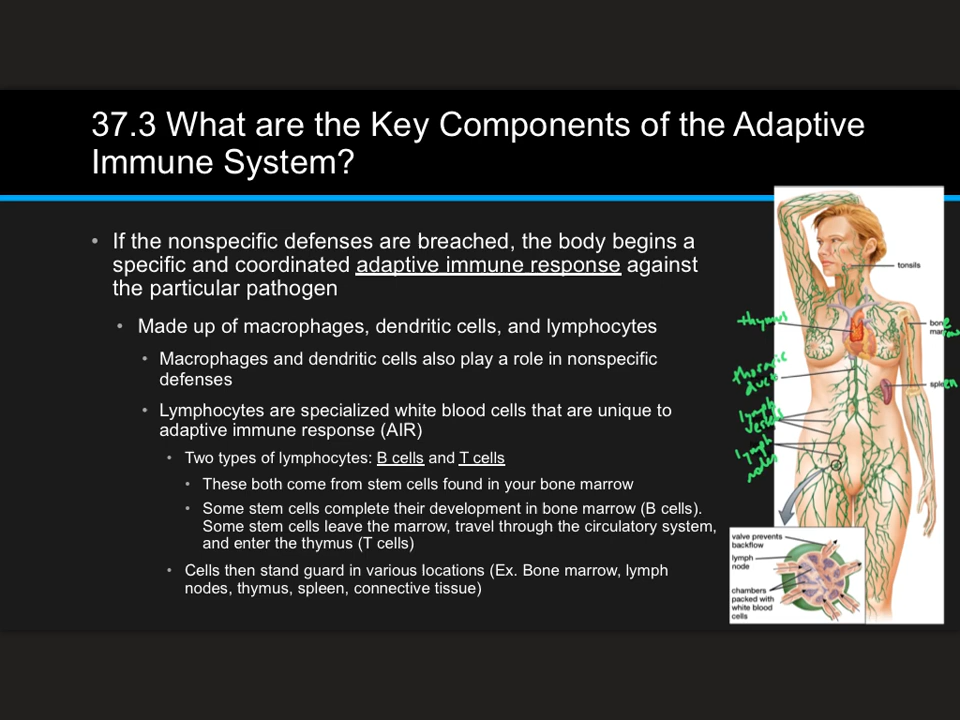 37.3 What are the Key Components of the Adaptive
Immune System?
• If the nonspecific defenses are breached, the body begins a
specific and coordinated adaptive immune response against
the particular pathogen
• Made up of macrophages, dendritic cells, and lymphocytes
• Macrophages and dendritic cells also play a role in nonspecific
defenses
• Lymphocytes are specialized white blood cells that are unique to
adaptive immune response (AIR)
• Two types of lymphocytes: B cells and T cells
• These both come from stem cells found in your bone marrow
• Some stem cells complete their development in bone marrow (B cells).
Some stem cells leave the marrow, travel through the circulatory system,
and enter the thymus (T cells)
• Cells then stand guard in various locations (Ex. Bone marrow, lymph
nodes, thymus, spleen, connective tissue)
tonsils
thymus
bone
marrow
thoracic
duct
spleen
lymph
vessels
lymph
nodes
valve prevents
backflow
lymph
node
chambers
packed with
white blood
cells